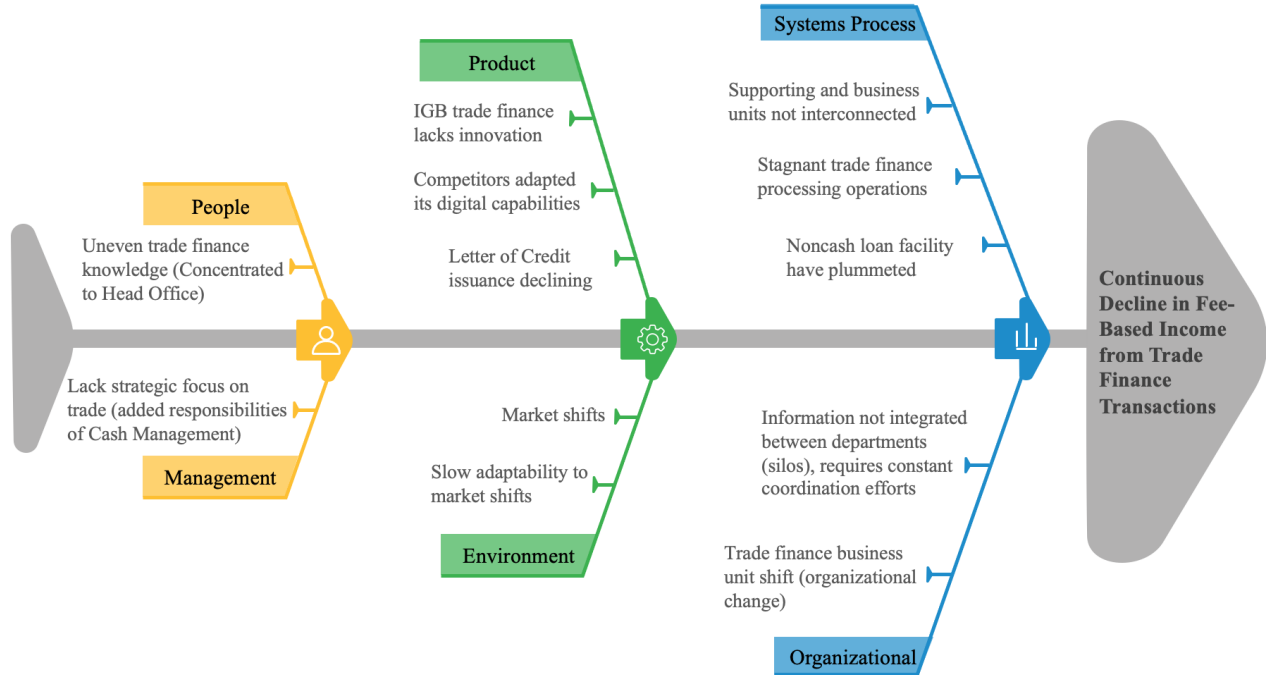 Systems Process
Product
Supporting and business
units not interconnected
IGB trade finance
lacks innovation
Stagnant trade finance
processing operations
Competitors adapted
its digital capabilities
People
Uneven trade finance
knowledge (Concentrated
to Head Office)
Letter of Credit
issuance declining
Noncash loan facility
have plummeted
Continuous
Decline in Fee-
Based Income
from Trade
Finance
Transactions
Lack strategic focus on
trade (added responsibilities
of Cash Management)
Management
Market shifts
Slow adaptability to
market shifts
Environment
Information not integrated
between departments
(silos), requires constant
coordination efforts
Trade finance business
unit shift (organizational
change)
Organizational